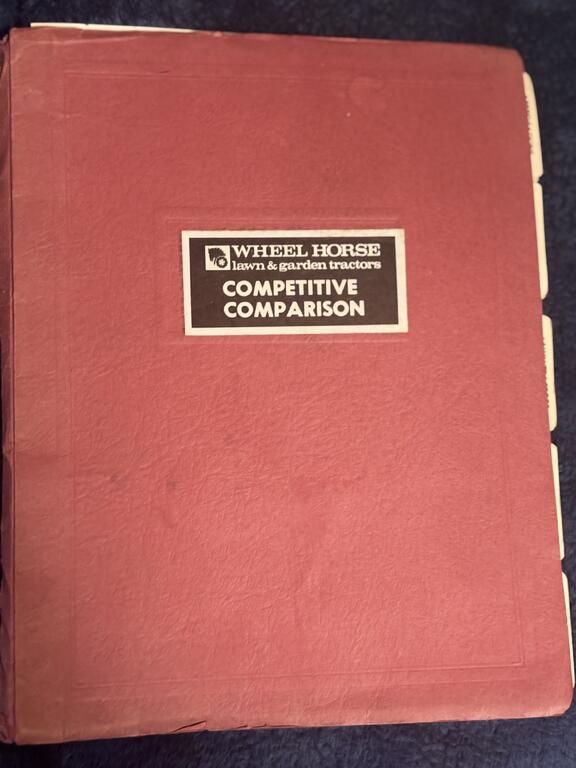 WHEEL HORSE
lawn & garden tractors
COMPETITIVE
COMPARISON